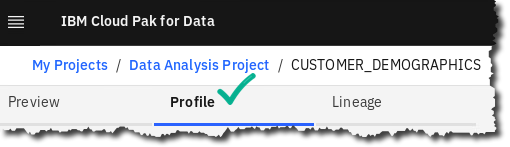 IBM Cloud Pak for Data
My Projects / Data Analysis Project / CUSTOMER_DEMOGRAPHICS
Preview Profile Lineage